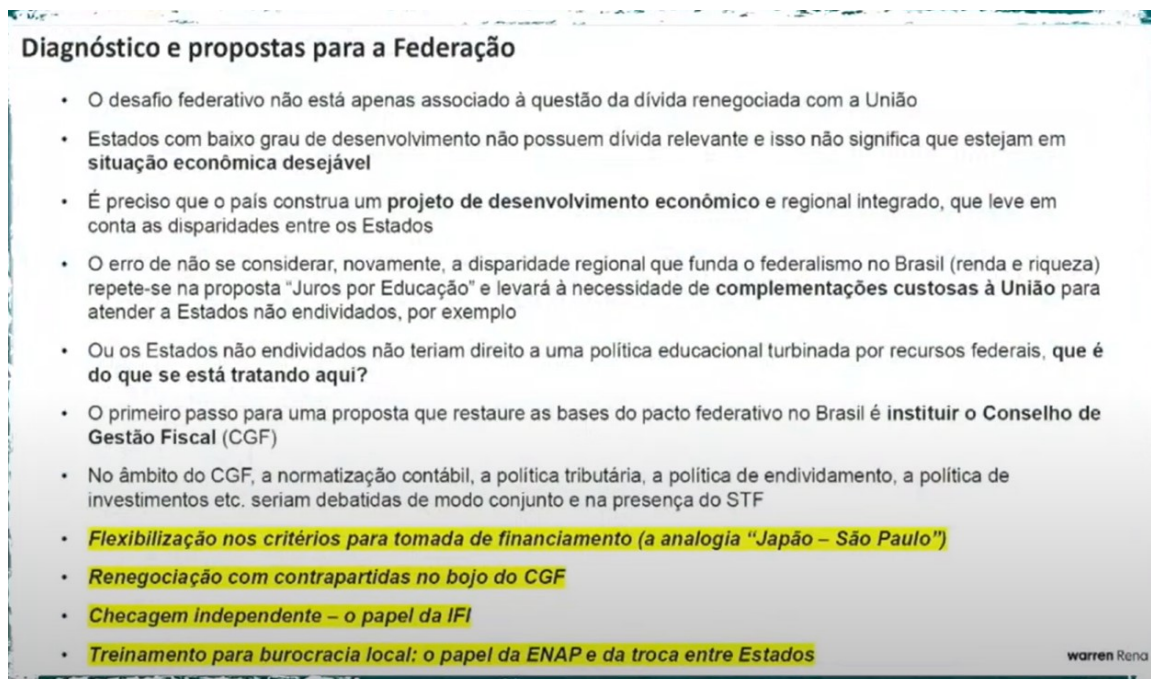 Diagnóstico e propostas para a Federação
• O desafio federativo não está apenas associado à questão da dívida renegociada com a União
• Estados com baixo grau de desenvolvimento não possuem dívida relevante e isso não significa que estejam em
situação econômica desejável
• É preciso que o país construa um projeto de desenvolvimento econômico e regional integrado, que leve em
conta as disparidades entre os Estados
• O erro de não se considerar, novamente, a disparidade regional que funda o federalismo no Brasil (renda e riqueza)
repete-se na proposta “Juros por Educação” e levará à necessidade de complementações custosas à União para
atender a Estados não endividados, por exemplo
• Ou os Estados não endividados não teriam direito a uma política educacional turbinada por recursos federais, que é
do que se está tratando aqui?
• O primeiro passo para uma proposta que restaure as bases do pacto federativo no Brasil é instituir o Conselho de
Gestão Fiscal (CGF)
• No âmbito do CGF, a normatização contábil, a política tributária, a política de endividamento, a política de
investimentos etc. seriam debatidas de modo conjunto e na presença do STF
• Flexibilização nos critérios para tomada de financiamento (a analogia “Japão – São Paulo”)
• Renegociação com contrapartidas no bojo do CGF
• Checagem independente – o papel da IFI
• Treinamento para burocracia local: o papel da ENAP e da troca entre Estados
warren Rena